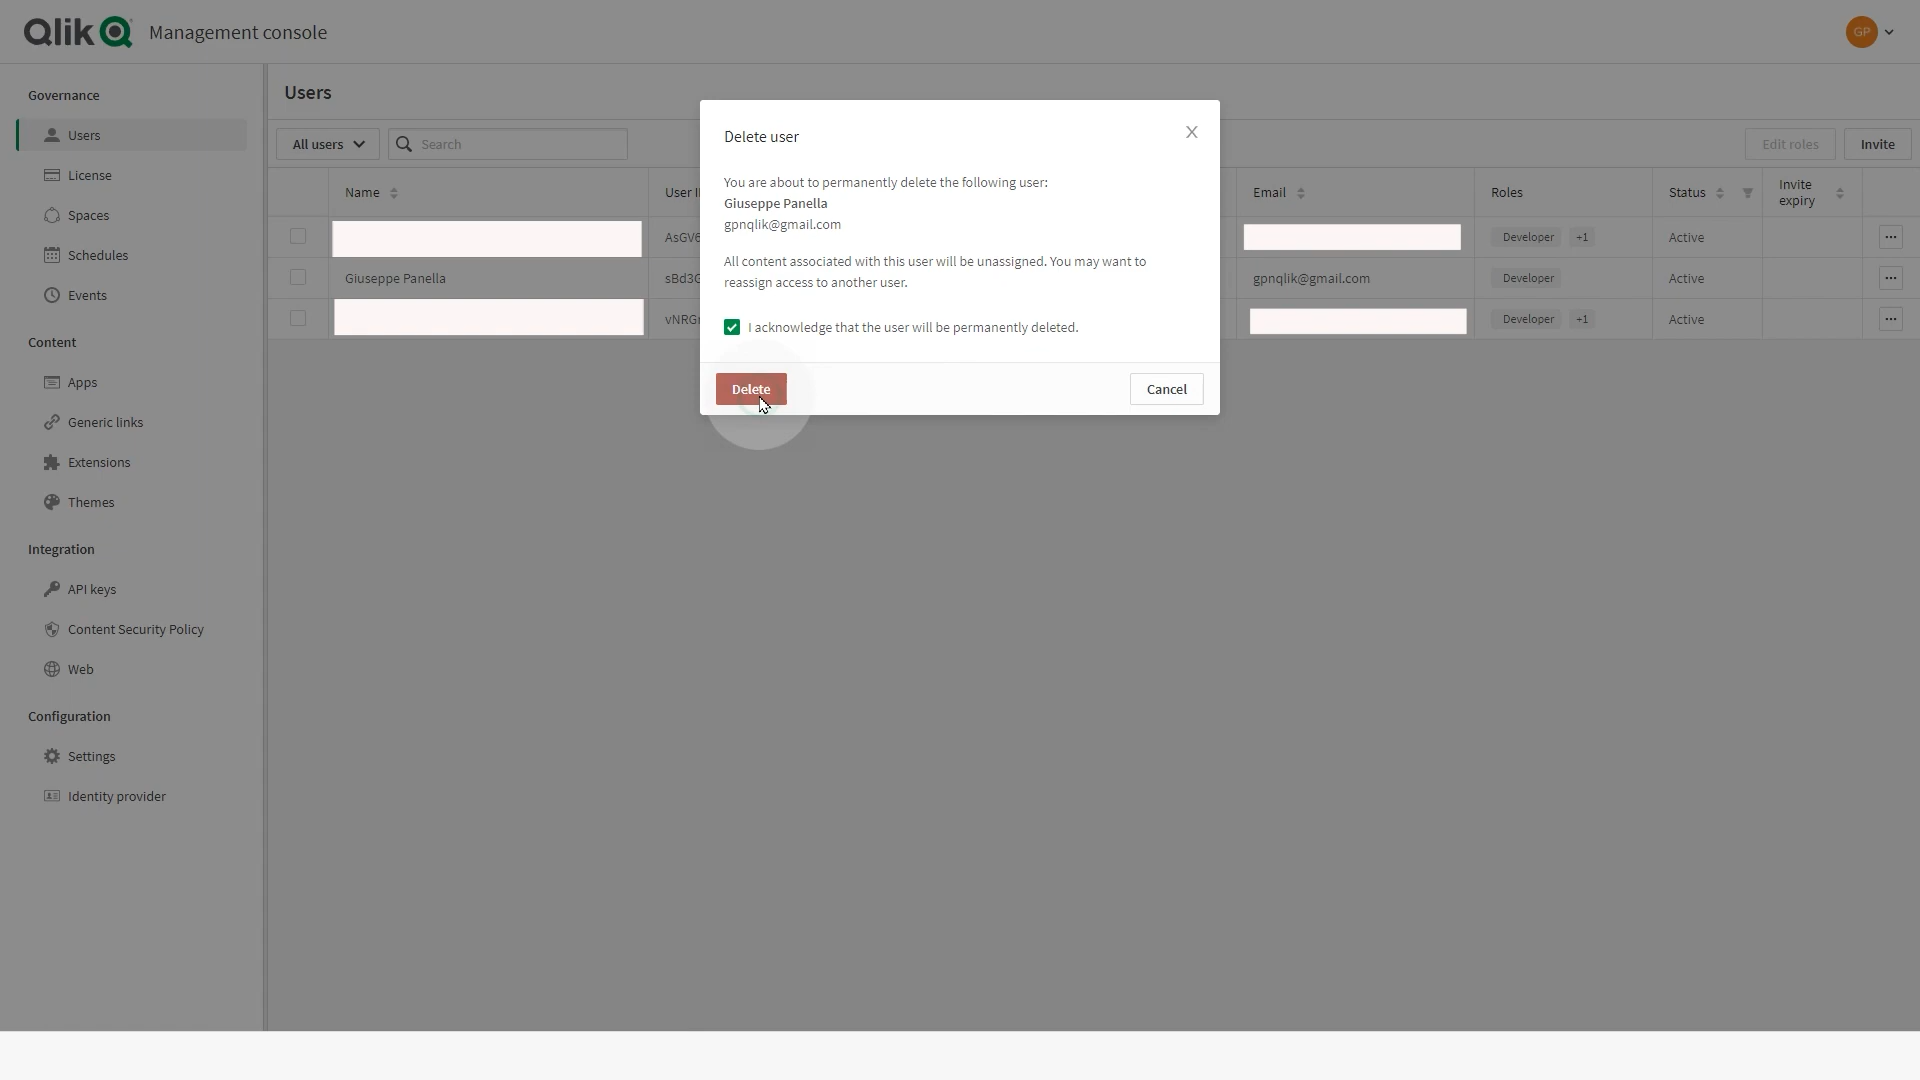 Qlik Management console
GP
Governance
Users
License
Spaces
Schedules
Events
Content
Apps
Generic links
Extensions
Themes
Integration
API keys
Content Security Policy
Web
Configuration
Settings
Identity provider
Users
All users
Search
Edit roles
Invite
Name
User I
Email
Roles
Status
Invite
expiry
Developer +1
Active
Giuseppe Panella
gpnqlik@gmail.com
Developer
Active
Developer +1
Active
Delete user
You are about to permanently delete the following user:
Giuseppe Panella
gpnqlik@gmail.com
All content associated with this user will be unassigned. You may want to
reassign access to another user.
I acknowledge that the user will be permanently deleted.
Delete
Cancel